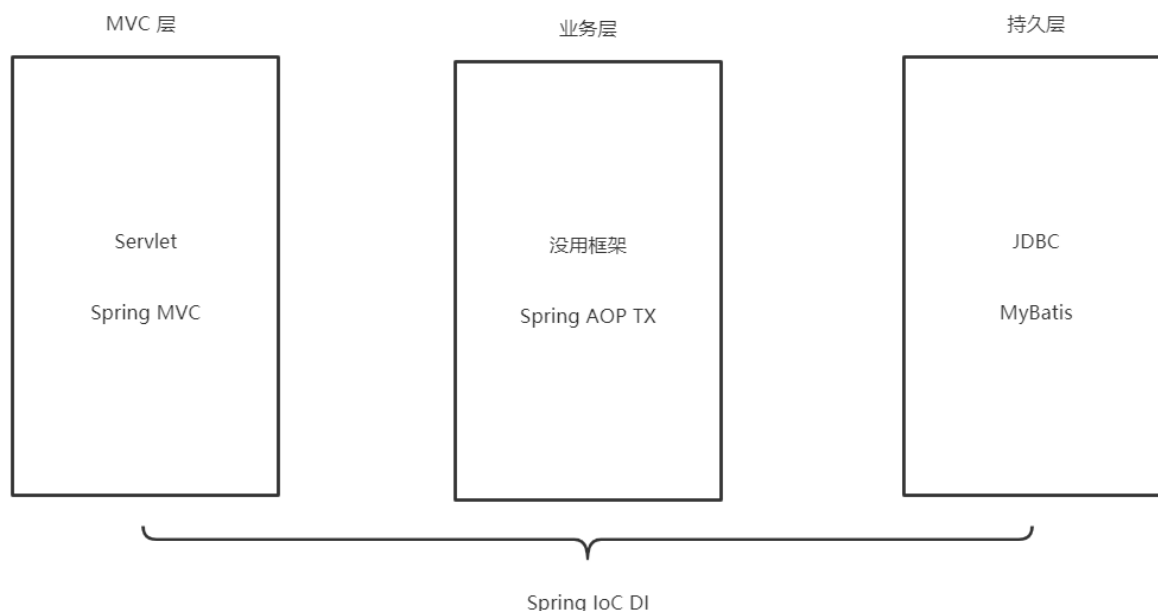 MVC 层
业务层
持久层
Servlet
Spring MVC
没用框架
Spring AOP TX
JDBC
MyBatis
Spring IoC DI